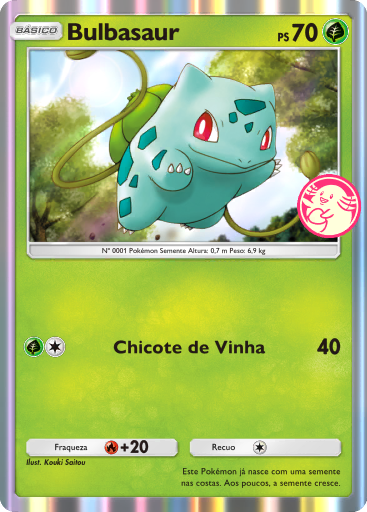 BÁSICO Bulbasaur PS 70
Nº 0001 Pokémon Semente Altura: 0,7 m Peso: 6,9 kg
Chicote de Vinha 40
Fraqueza +20 Recuo
Ilust. Kouki Saitou
Este Pokémon já nasce com uma semente
nas costas. Aos poucos, a semente cresce.